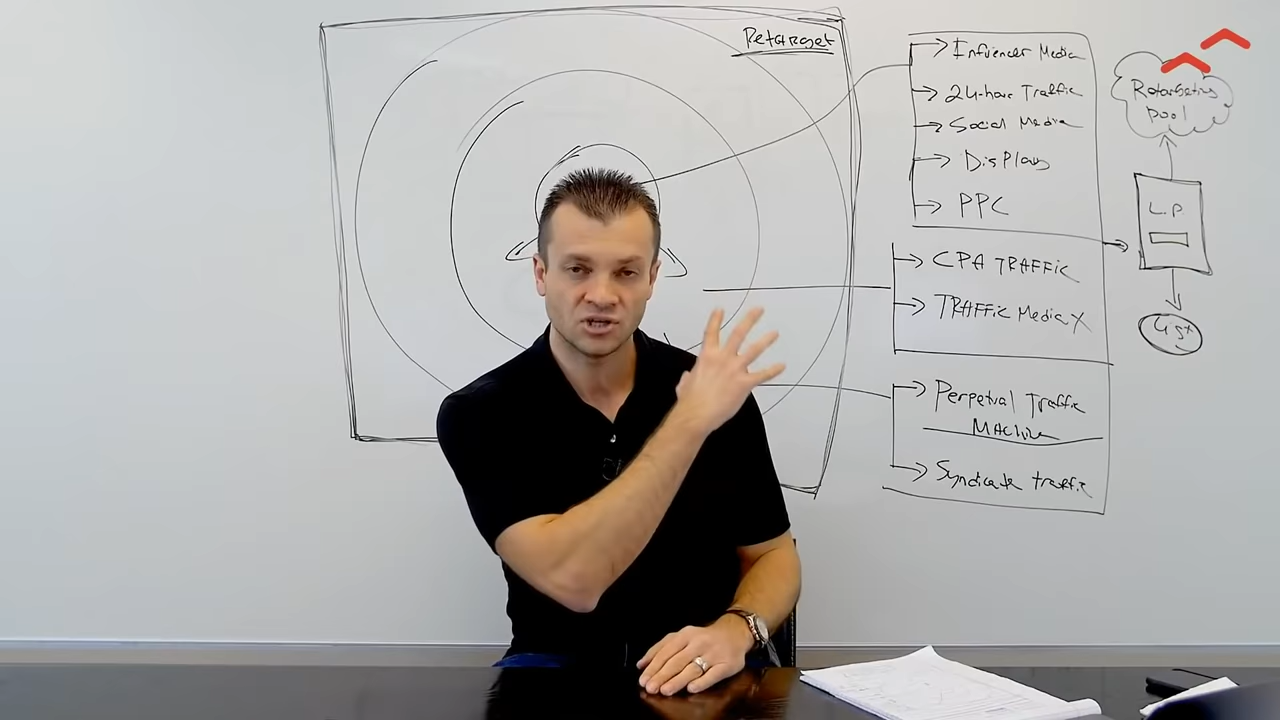 Retarget
Influencer Media
24-hour Traffic
Social Media
Display
PPC
CPA TRAFFIC
TRAFFIC Media X
Perpetual Traffic
MACHINE
Syndicate traffic
Retargeting
Pool
L.P
List